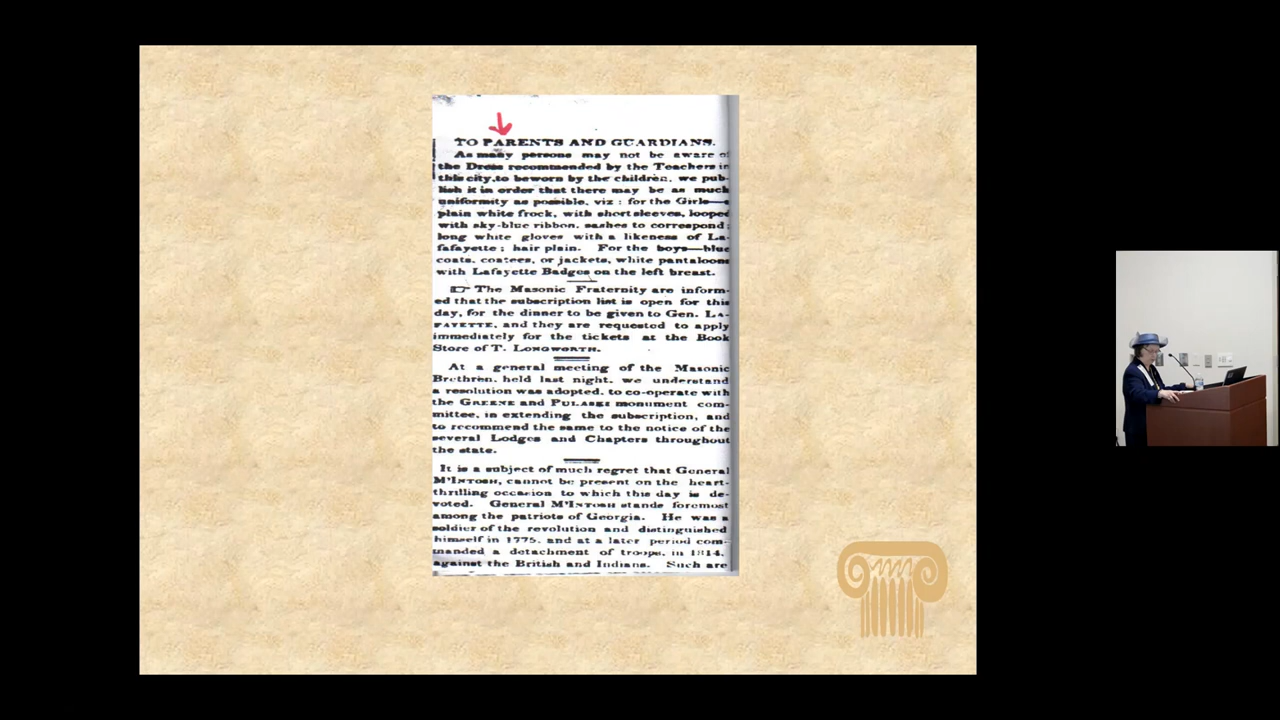 TO PARENTS AND GUARDIANS.
As many persons may not be aware of
the Dress recommended by the Teachers in
this city, to be worn by the children, we pub-
lish it in order that there may be as much
uniformity as possible, viz : for the Girls—a
plain white frock, with short sleeves, looped
with sky-blue ribbon, sashes to correspond;
long white gloves with a likeness of La-
fafayette ; hair plain. For the boys—blue
coats, coatees, or jackets, white pantaloons
with Lafayette Badges on the left breast.
☞ The Masonic Fraternity are inform-
ed that the subscription list is open for this
day, for the dinner to be given to Gen. LA-
FAYETTE, and they are requested to apply
immediately for the tickets at the Book
Store of T. LONGWORTH.
At a general meeting of the Masonic
Brethren, held last night, we understand
a resolution was adopted, to co-operate with
the GREENE and PULASKI monument com-
mittee, in extending the subscription, and
to recommend the same to the notice of the
several Lodges and Chapters throughout
the state.
It is a subject of much regret that General
M'INTOSH, cannot be present on the heart-
thrilling occasion to which this day is de-
voted. General M'INTOSH stands foremost
among the patriots of Georgia. He was a
soldier of the revolution and distinguished
himself in 1775, and at a later period com-
manded a detachment of troops, in 1814,
against the British and Indians. Such are